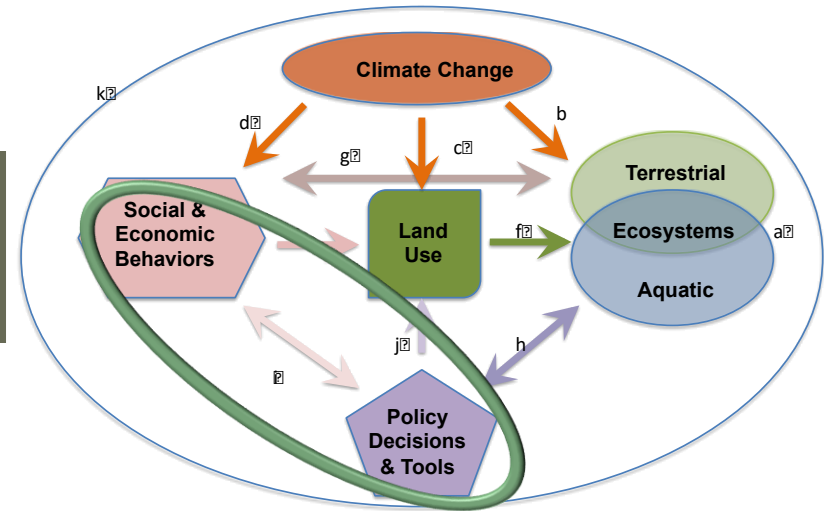 Climate Change
k
d
b
g
c
Terrestrial
Social &
Economic
Behaviors
Land
Use
f
Ecosystems
a
Aquatic
j
h
Policy
Decisions
& Tools